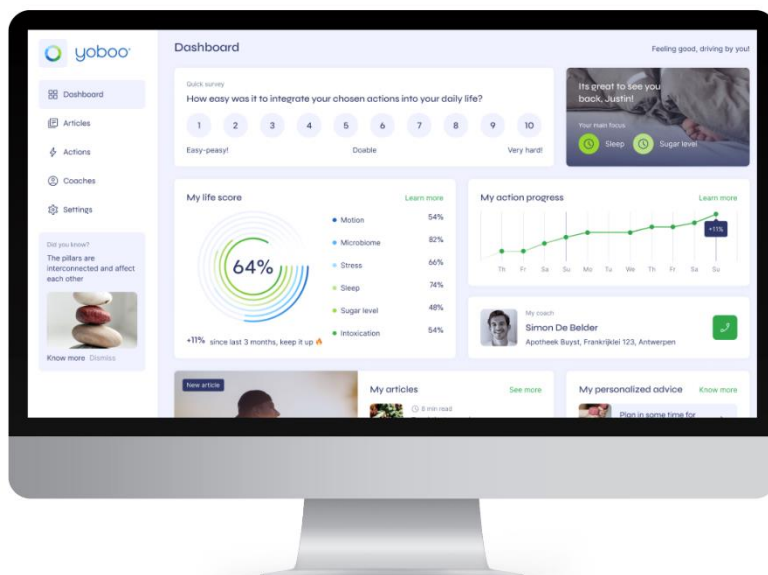 yoboo
Dashboard
Articles
Actions
Coaches
Settings
Did you know?
The pillars are
interconnected and affect
each other
Know more Dismiss
Dashboard
Feeling good, driving by you!
Quick survey
How easy was it to integrate your chosen actions into your daily life?
1 2 3 4 5 6 7 8 9 10
Easy-peasy! Doable Very hard!
Its great to see you
back, Justin!
Your main focus
Sleep Sugar level
My life score Learn more
64%
Motion 54%
Microbiome 82%
Stress 66%
Sleep 74%
Sugar level 48%
Intoxication 54%
+11% since last 3 months, keep it up 🔥
My action progress Learn more
+11%
Th Fr Sa Su Mo Tu We Th Fr Sa Su
My coach
Simon De Belder
Apotheek Buyst, Frankrijklei 123, Antwerpen
New article
My articles See more
8 min read
My personalized advice Know more
Plan in some time for